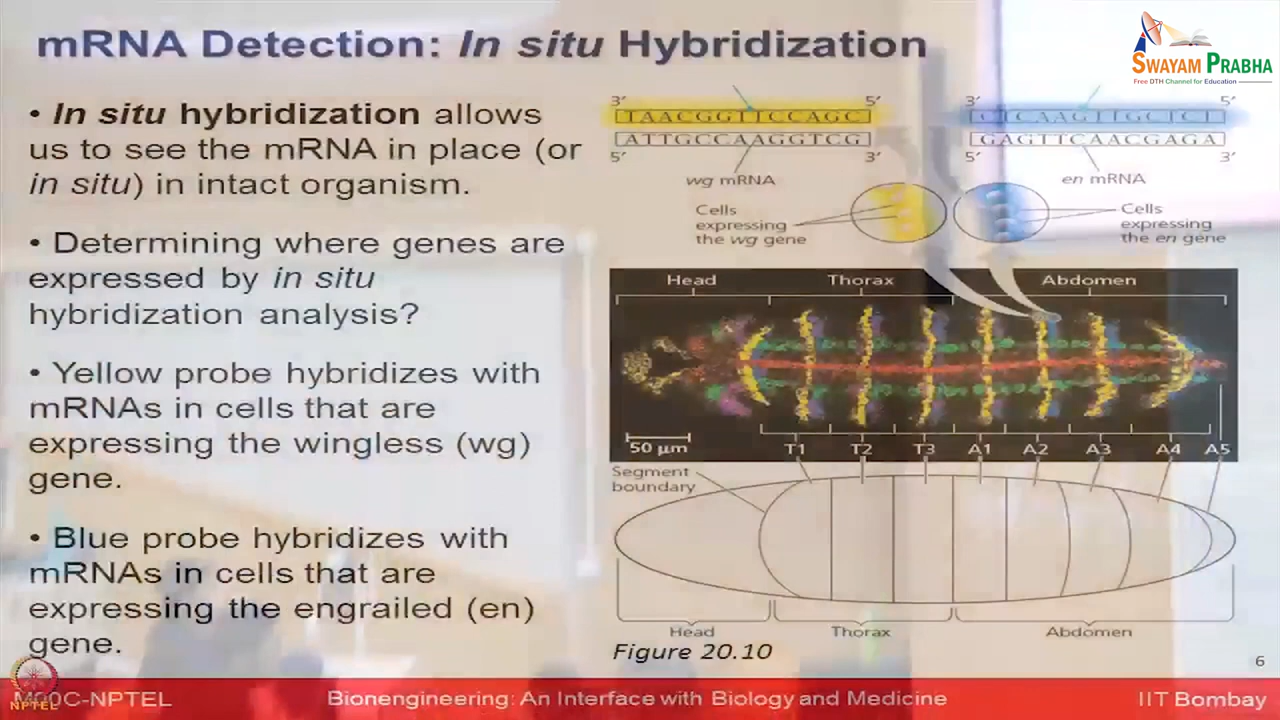 mRNA Detection: In situ Hybridization
SWAYAM PRABHA
Free DTH Channel for Education
• In situ hybridization allows
us to see the mRNA in place (or
in situ) in intact organism.
• Determining where genes are
expressed by in situ
hybridization analysis?
• Yellow probe hybridizes with
mRNAs in cells that are
expressing the wingless (wg)
gene.
• Blue probe hybridizes with
mRNAs in cells that are
expressing the engrailed (en)
gene.
3′ 5′
TAACGGTTCCAGC
ATTGCCAAGGTCG
5′ 3′
wg mRNA
Cells
expressing
the wg gene
3′ 5′
CTCAAGTTGCTCT
GAGTTCAACGAGA
5′ 3′
en mRNA
Cells
expressing
the en gene
Head Thorax Abdomen
50 µm
T1 T2 T3 A1 A2 A3 A4 A5
Segment
boundary
Head Thorax Abdomen
Figure 20.10
6
NPTEL
MOOC-NPTEL Bionengineering: An Interface with Biology and Medicine IIT Bombay